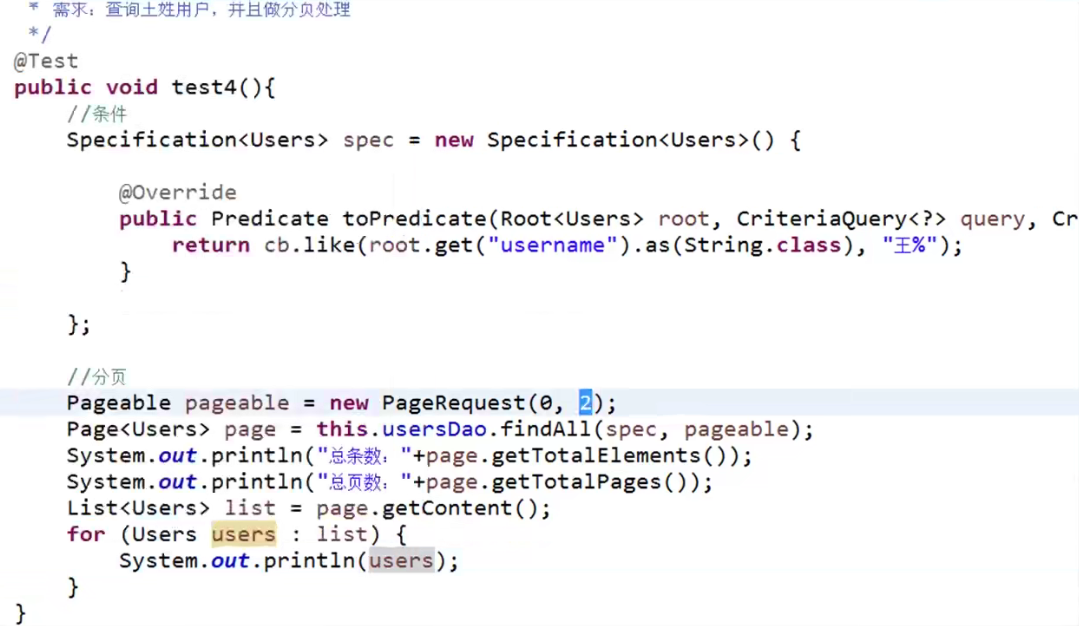 * 需求：查询王姓用户，并且做分页处理
*/
@Test
public void test4(){
//条件
Specification<Users> spec = new Specification<Users>() {
@Override
public Predicate toPredicate(Root<Users> root, CriteriaQuery<?> query, Cr
return cb.like(root.get("username").as(String.class), "王%");
}
};
//分页
Pageable pageable = new PageRequest(0, 2);
Page<Users> page = this.usersDao.findAll(spec, pageable);
System.out.println("总条数："+page.getTotalElements());
System.out.println("总页数："+page.getTotalPages());
List<Users> list = page.getContent();
for (Users users : list) {
System.out.println(users);
}
}